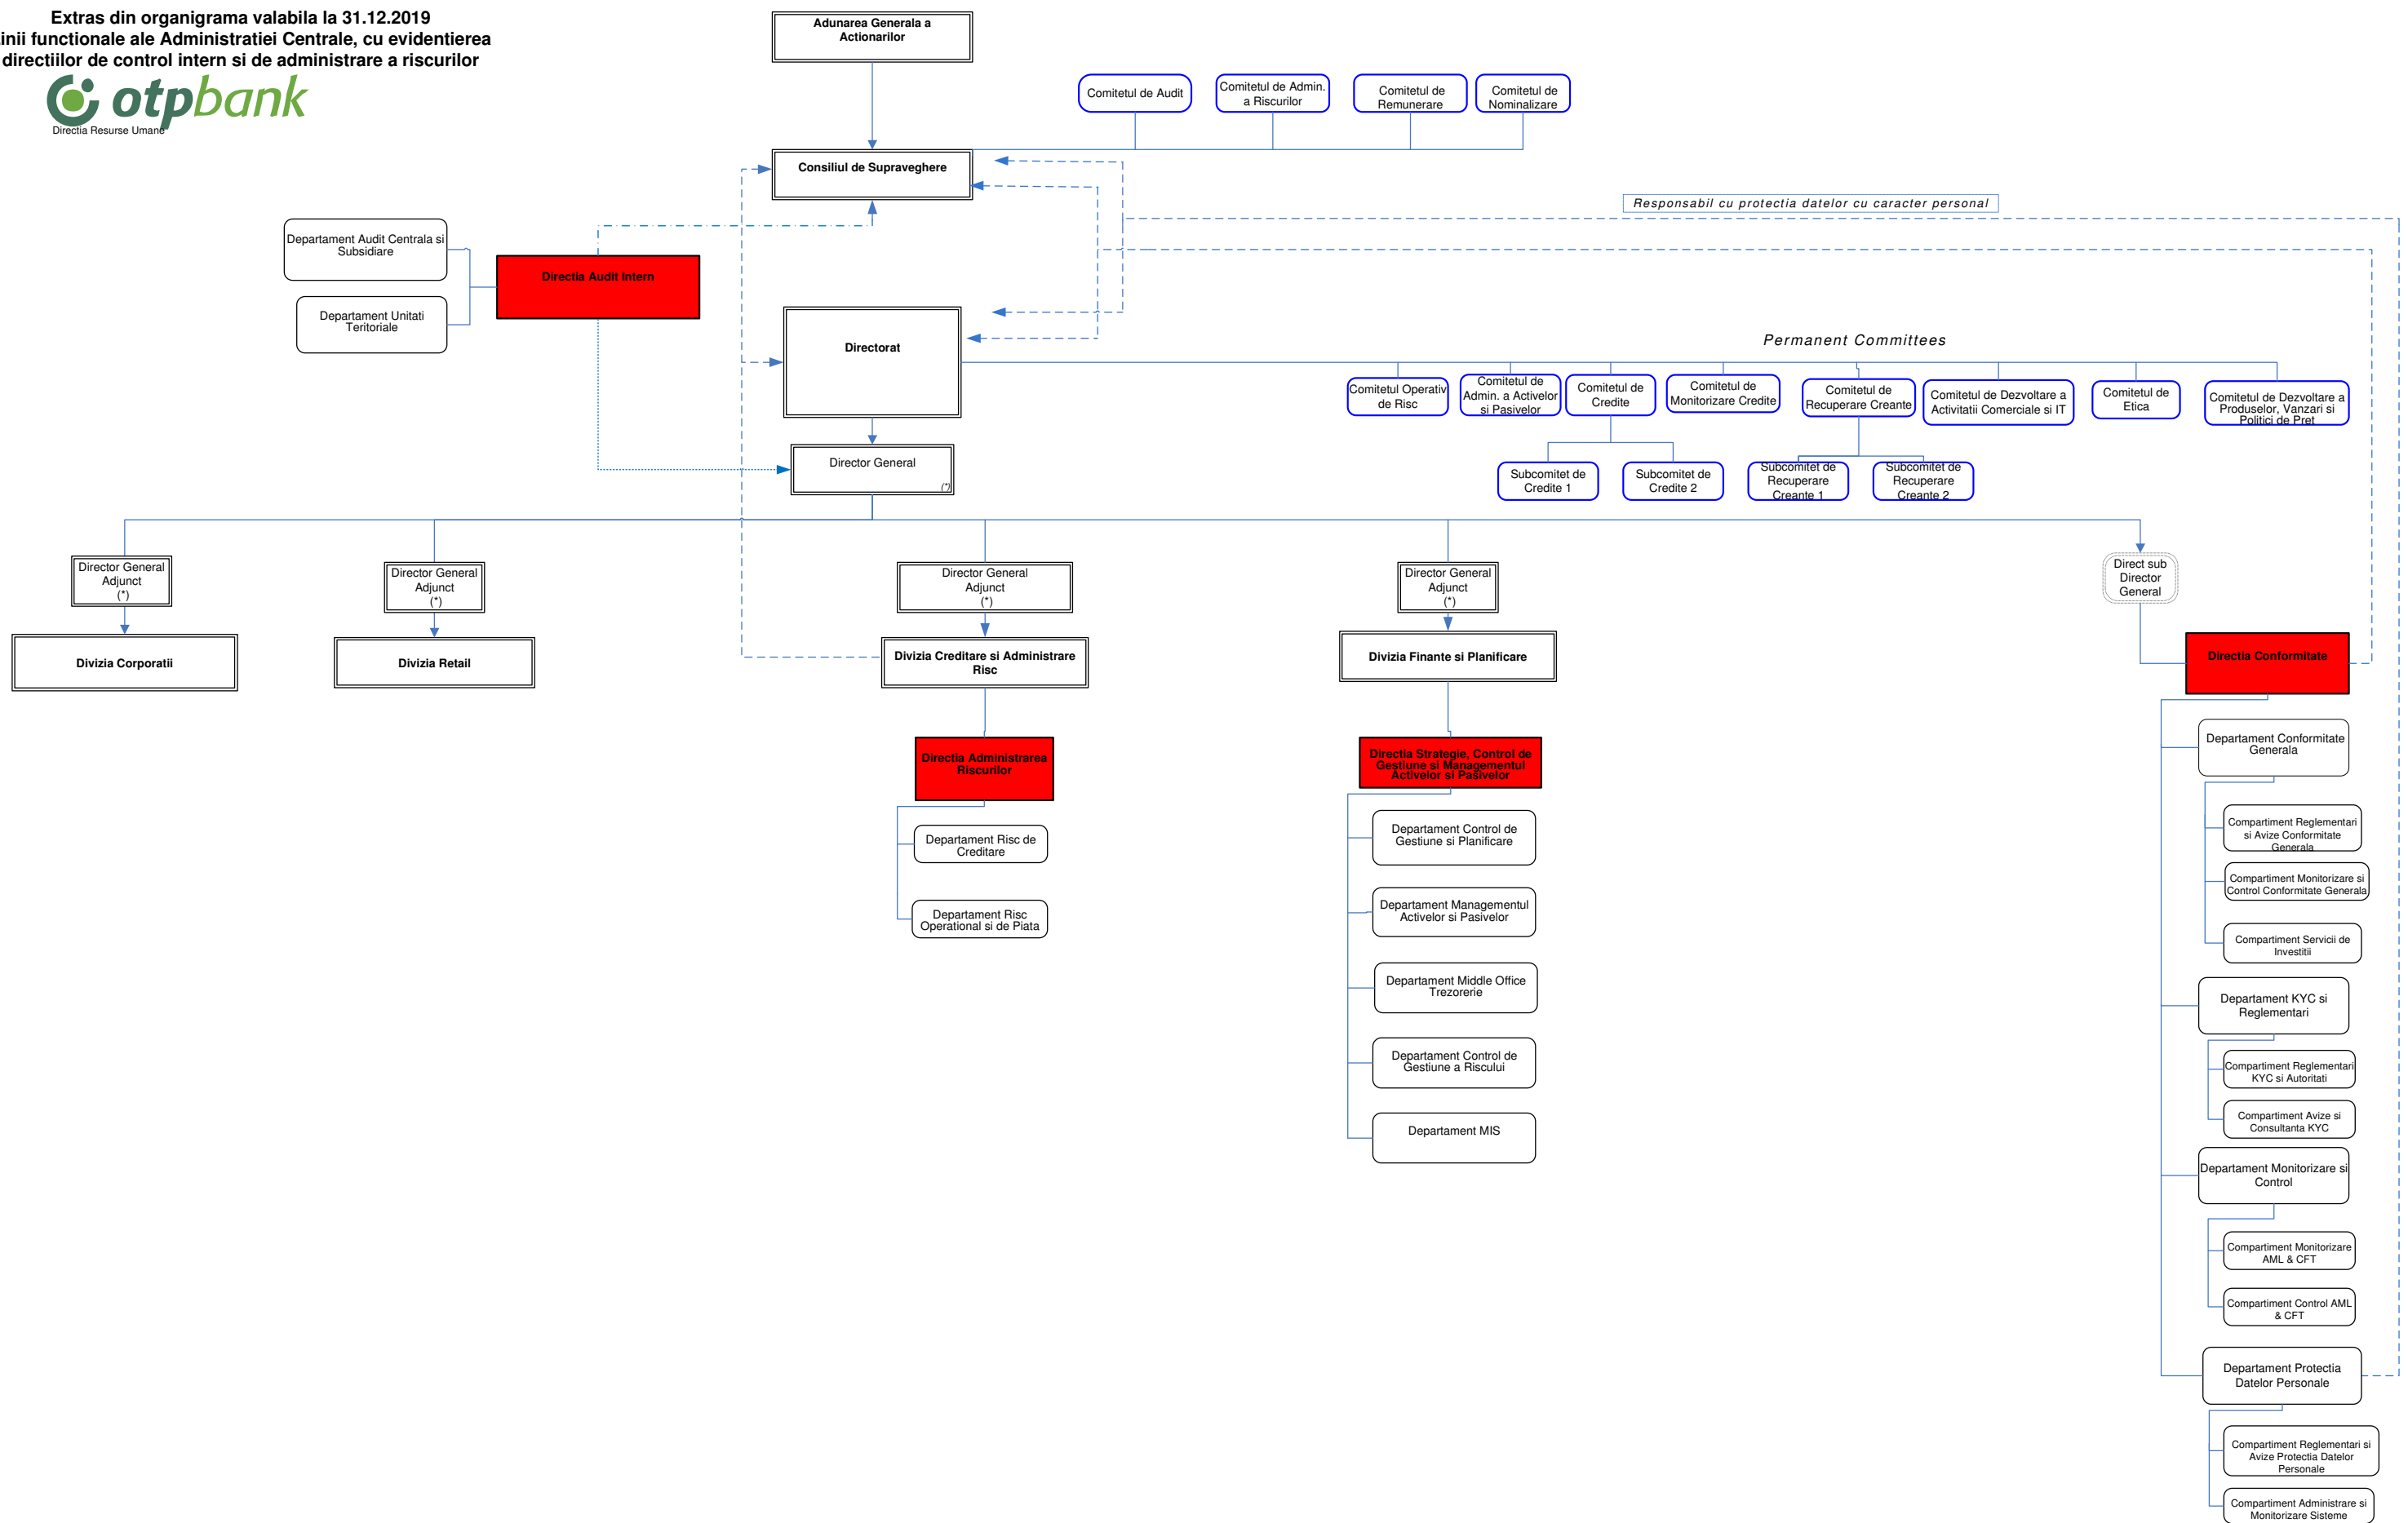 Extras din organigrama valabila la 31.12.2019
inii functionale ale Administratiei Centrale, cu evidentierea
directiilor de control intern si de administrare a riscurilor
otpbank
Directia Resurse Umane
Adunarea Generala a
Actionarilor
Comitetul de Audit
Comitetul de Admin.
a Riscurilor
Comitetul de
Remunerare
Comitetul de
Nominalizare
Consiliul de Supraveghere
Responsabil cu protectia datelor cu caracter personal
Departament Audit Centrala si
Subsidiare
Departament Unitati
Teritoriale
Directia Audit Intern
Directorat
Permanent Committees
Comitetul Operativ
de Risc
Comitetul de
Admin. a Activelor
si Pasivelor
Comitetul de
Credite
Comitetul de
Monitorizare Credite
Comitetul de
Recuperare Creante
Comitetul de Dezvoltare a
Activitatii Comerciale si IT
Comitetul de
Etica
Comitetul de Dezvoltare a
Produselor, Vanzari si
Politici de Pret
Director General
(*)
Subcomitet de
Credite 1
Subcomitet de
Credite 2
Subcomitet de
Recuperare
Creante 1
Subcomitet de
Recuperare
Creante 2
Director General
Adjunct
(*)
Director General
Adjunct
(*)
Director General
Adjunct
(*)
Director General
Adjunct
(*)
Direct sub
Director
General
Divizia Corporatii
Divizia Retail
Divizia Creditare si Administrare
Risc
Divizia Finante si Planificare
Directia Conformitate
Directia Administrarea
Riscurilor
Departament Risc de
Creditare
Departament Risc
Operational si de Piata
Directia Strategie, Control de
Gestiune si Managementul
Activelor si Pasivelor
Departament Control de
Gestiune si Planificare
Departament Managementul
Activelor si Pasivelor
Departament Middle Office
Trezorerie
Departament Control de
Gestiune a Riscului
Departament MIS
Departament Conformitate
Generala
Compartiment Reglementari
si Avize Conformitate
Generala
Compartiment Monitorizare si
Control Conformitate Generala
Compartiment Servicii de
Investitii
Departament KYC si
Reglementari
Compartiment Reglementari
KYC si Autoritati
Compartiment Avize si
Consultanta KYC
Departament Monitorizare si
Control
Compartiment Monitorizare
AML & CFT
Compartiment Control AML
& CFT
Departament Protectia
Datelor Personale
Compartiment Reglementari si
Avize Protectia Datelor
Personale
Compartiment Administrare si
Monitorizare Sisteme